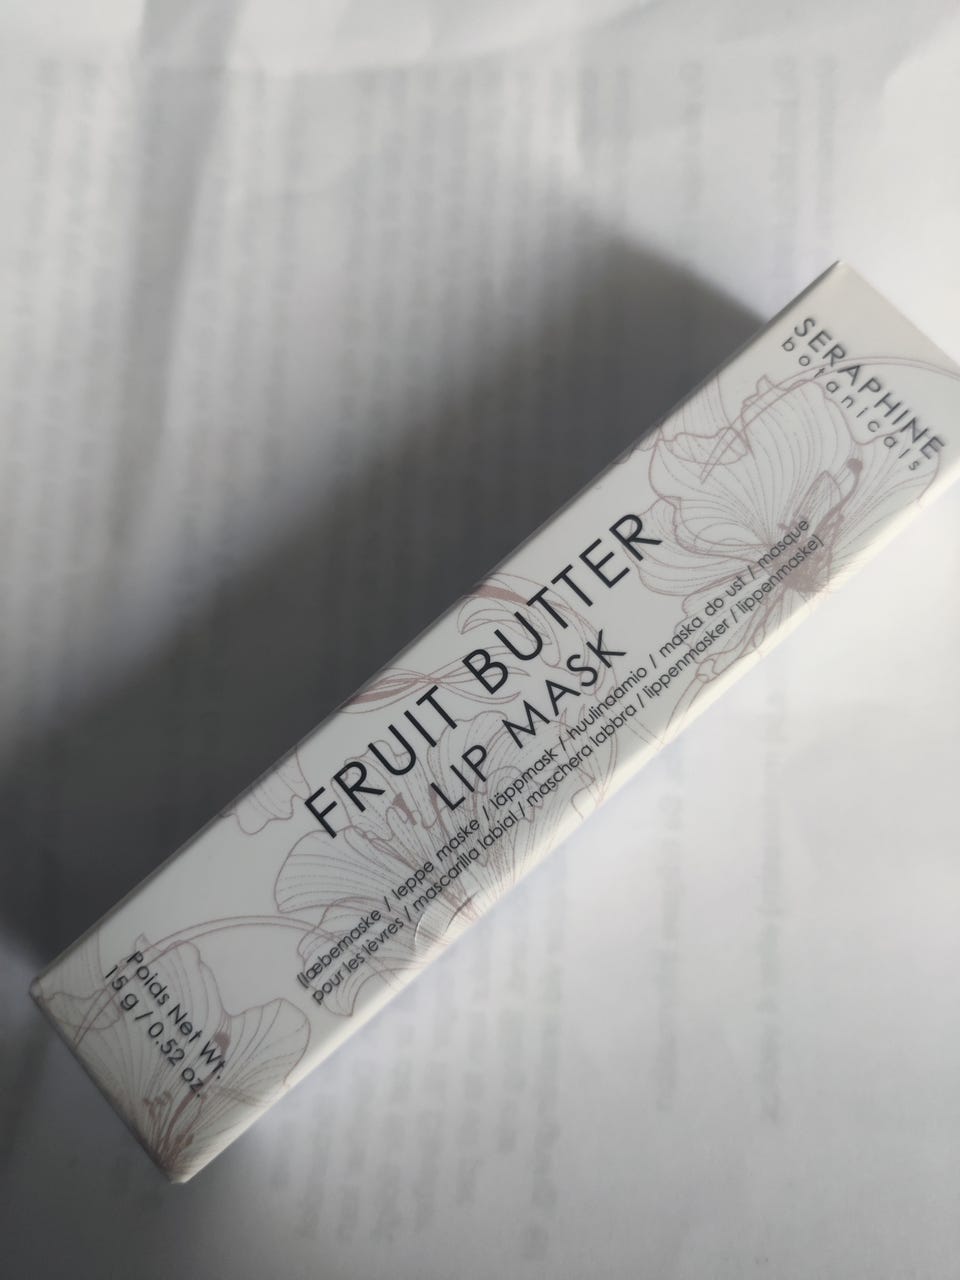 SERAPHINE
botanicals
FRUIT BUTTER
LIP MASK
(læbemaske / leppe maske / läppmask / huulinaamio / maska do ust / masque
pour les lèvres / mascarilla labial / maschera labbra / lippenmasker / lippenmaske)
Poids Net Wt.
15 g / 0.52 oz.